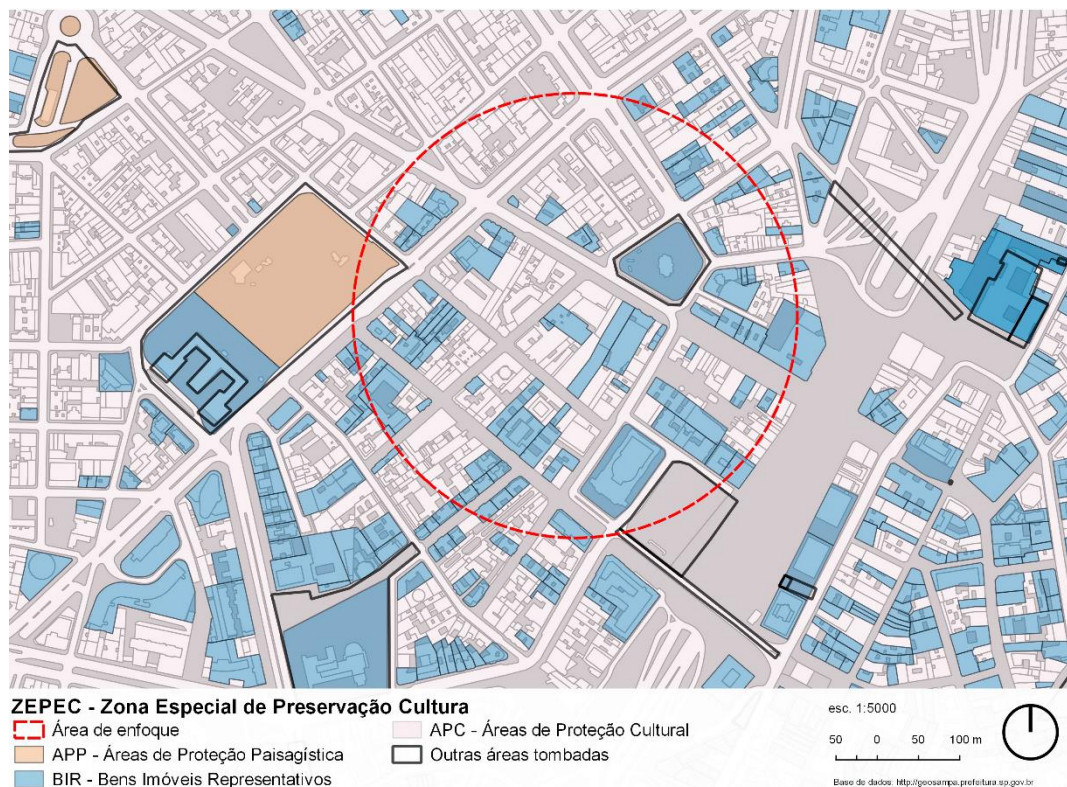 ZEPEC - Zona Especial de Preservação Cultura
Área de enfoque
APP - Áreas de Proteção Paisagística
BIR - Bens Imóveis Representativos
APC - Áreas de Proteção Cultural
Outras áreas tombadas
esc. 1:5000
50 0 50 100 m
Base de dados: http://geosampa.prefeitura.sp.gov.br